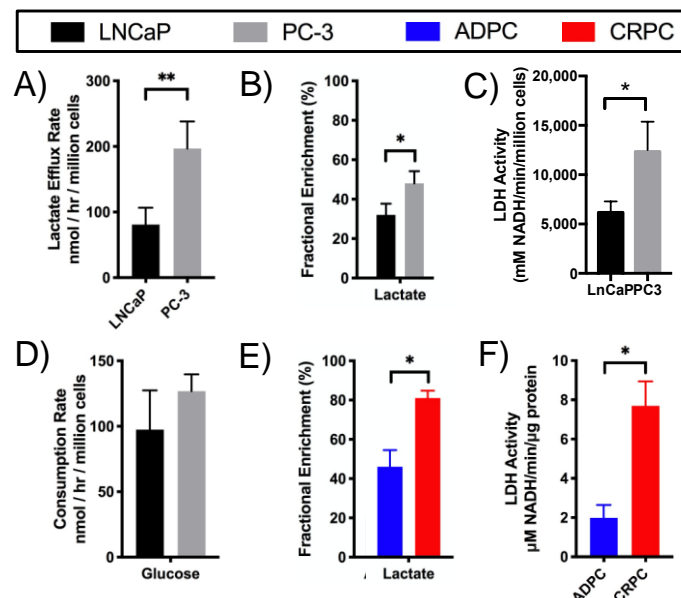 LNCaP PC-3 ADPC CRPC
A)
Lactate Efflux Rate
nmol / hr / million cells
300
200
100
0
**
LNCaP
PC-3
B)
Fractional Enrichment (%)
100
80
60
40
20
0
*
Lactate
C)
LDH Activity
(mM NADH/min/million cells)
20,000
15,000
10,000
5,000
0
*
LnCaPPC3
D)
Consumption Rate
nmol / hr / million cells
150
100
50
0
Glucose
E)
Fractional Enrichment (%)
100
80
60
40
20
0
*
Lactate
F)
LDH Activity
µM NADH/min/µg protein
10
8
6
4
2
0
*
ADPC
CRPC